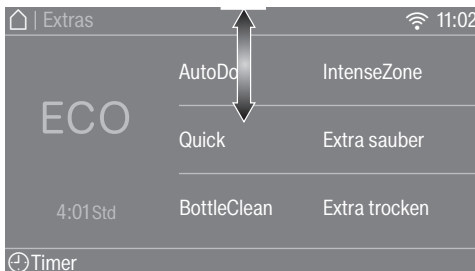 | Extras 11:02
AutoDo IntenseZone
ECO
Quick Extra sauber
4:01 Std BottleClean Extra trocken
Timer